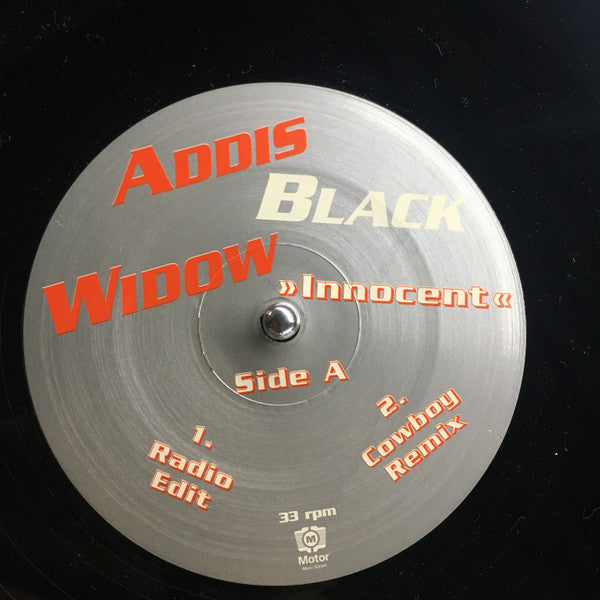 ADDIS
BLACK
WIDOW
»Innocent«
Side A
1.
Radio
Edit
2.
Cowboy
Remix
33 rpm
M
Motor